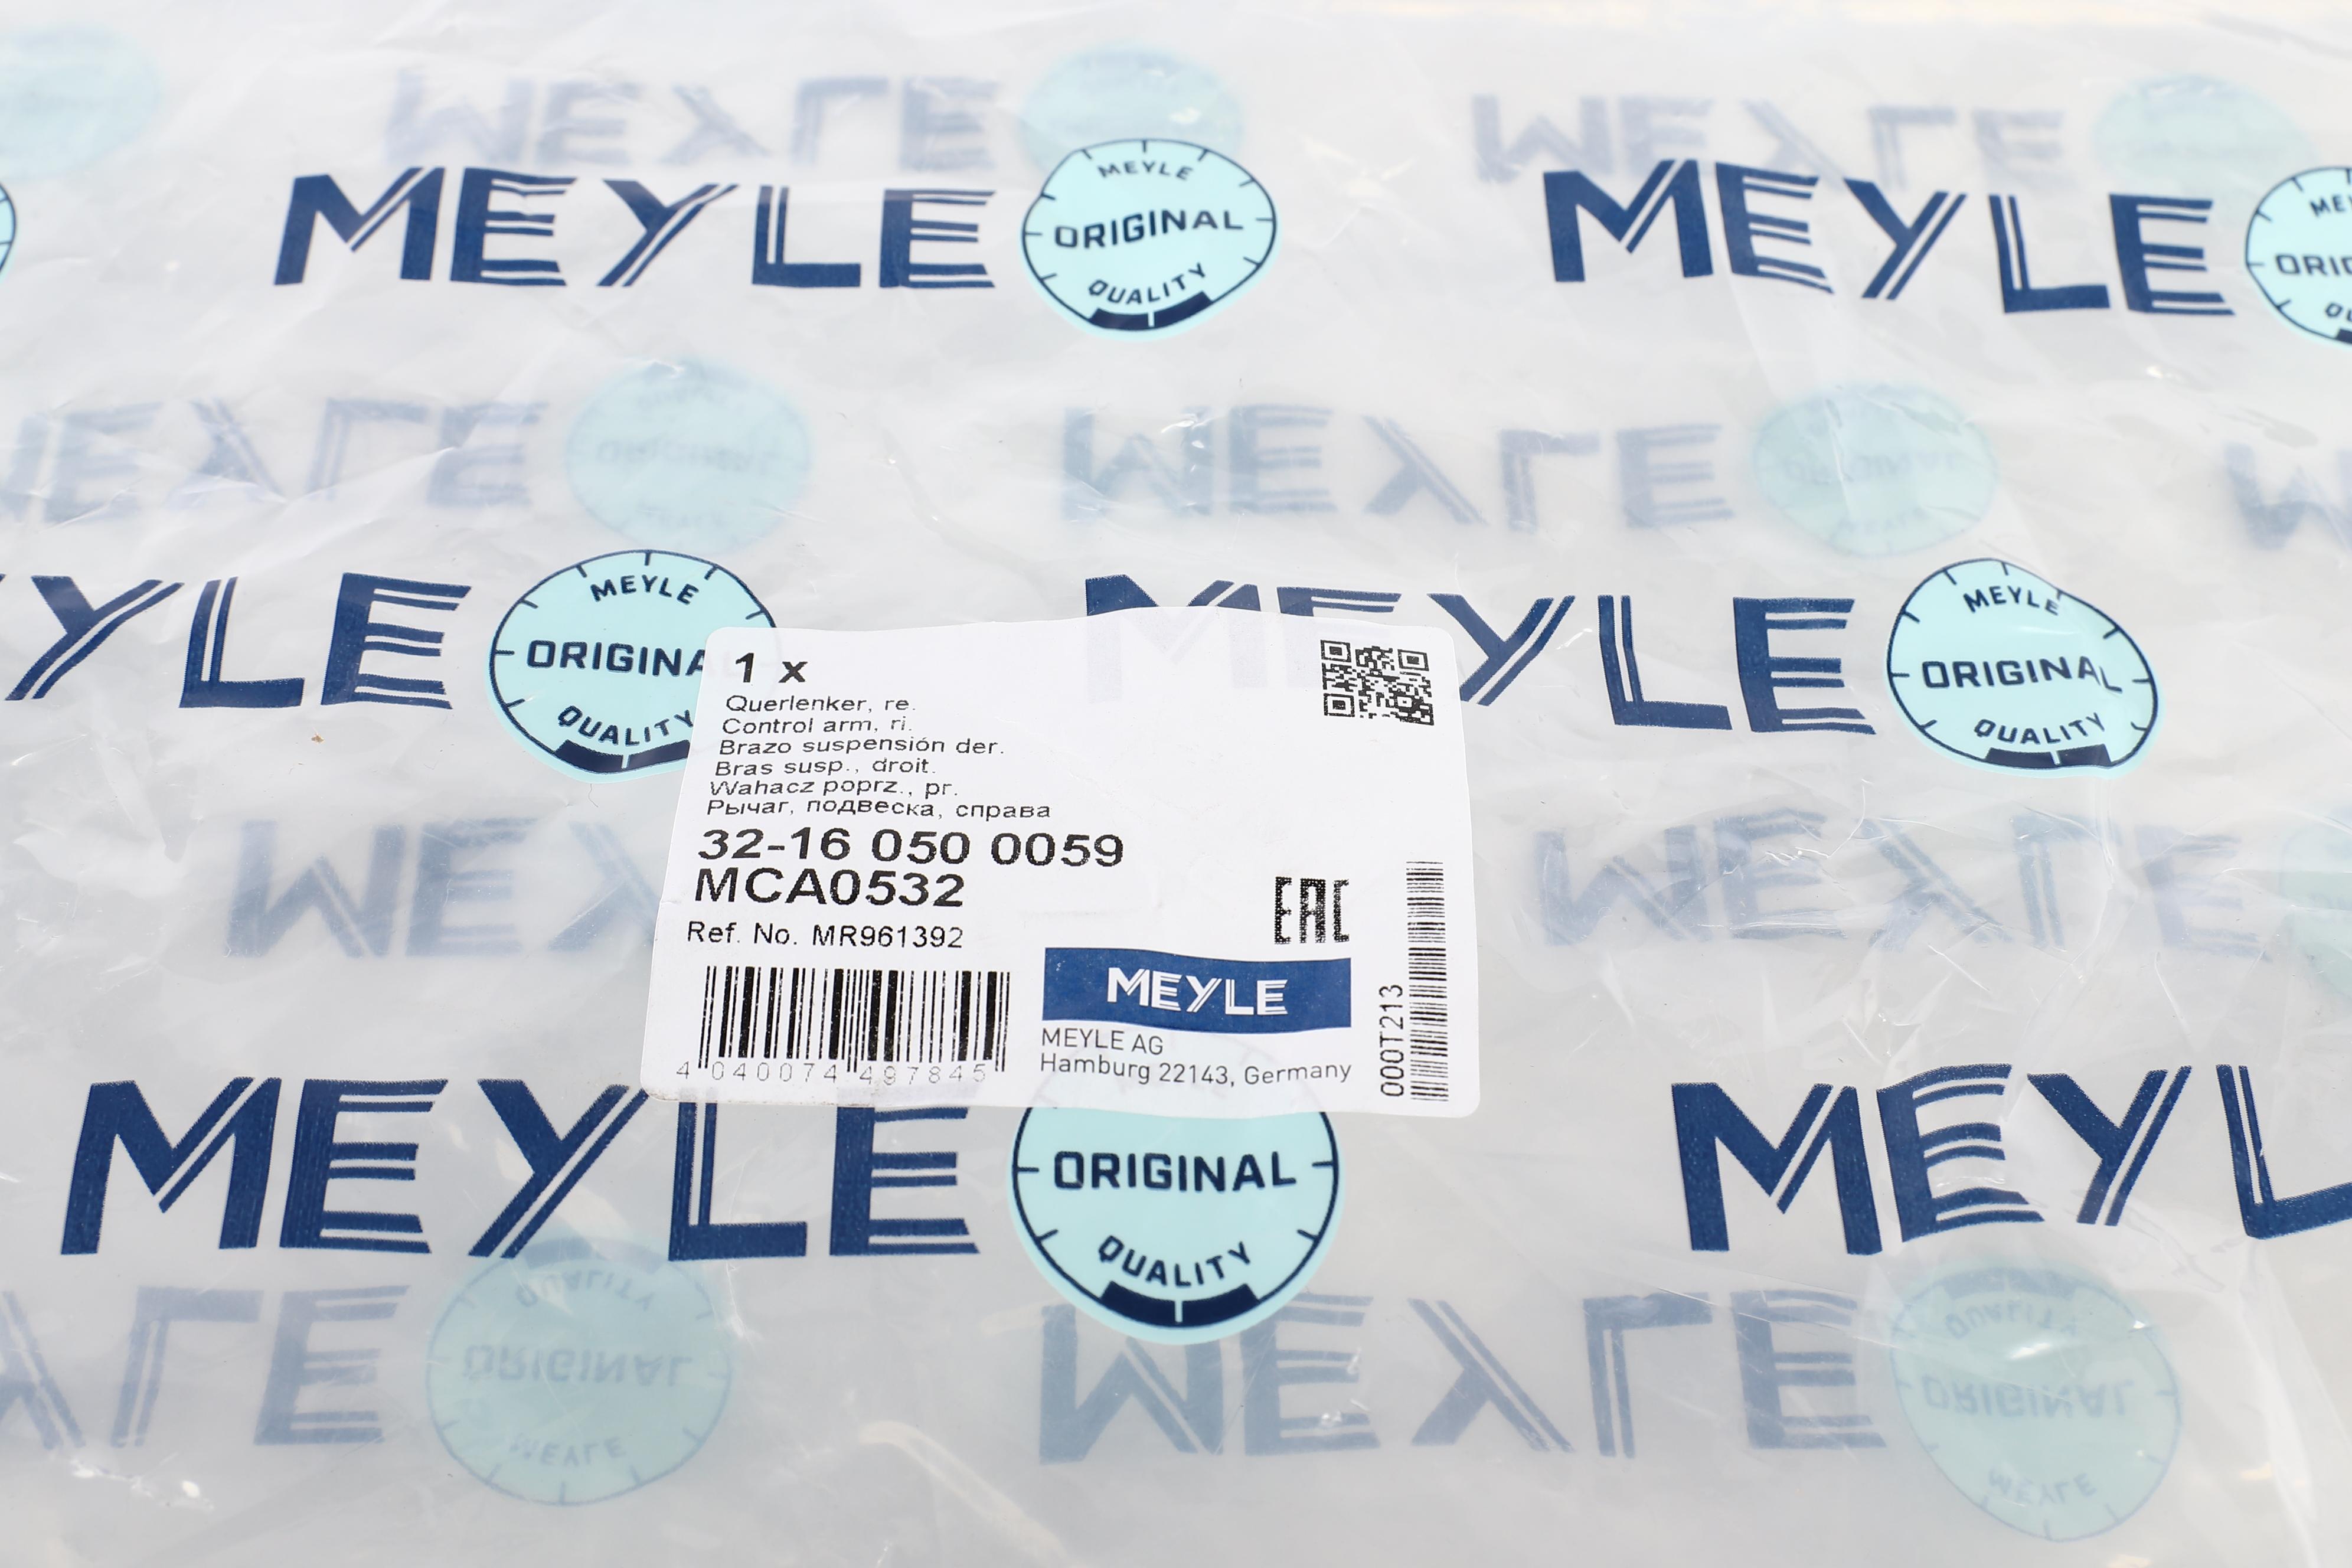 MEYLE
MEYLE
ORIGINAL
QUALITY
MEYLE
ORIGINAL
QUALITY
MEYLE
MEYLE
ORIGINAL
QUALITY
1 x
Querlenker, re.
Control arm, ri.
Brazo suspensión der.
Bras susp., droit.
Wahacz poprz., pr.
Рычаг, подвеска, справа
32-16 050 0059
MCA0532
Ref. No. MR961392
4 040074 497845
EAC
MEYLE
MEYLE AG
Hamburg 22143, Germany
000T213
MEYLE
ORIGINAL
QUALITY